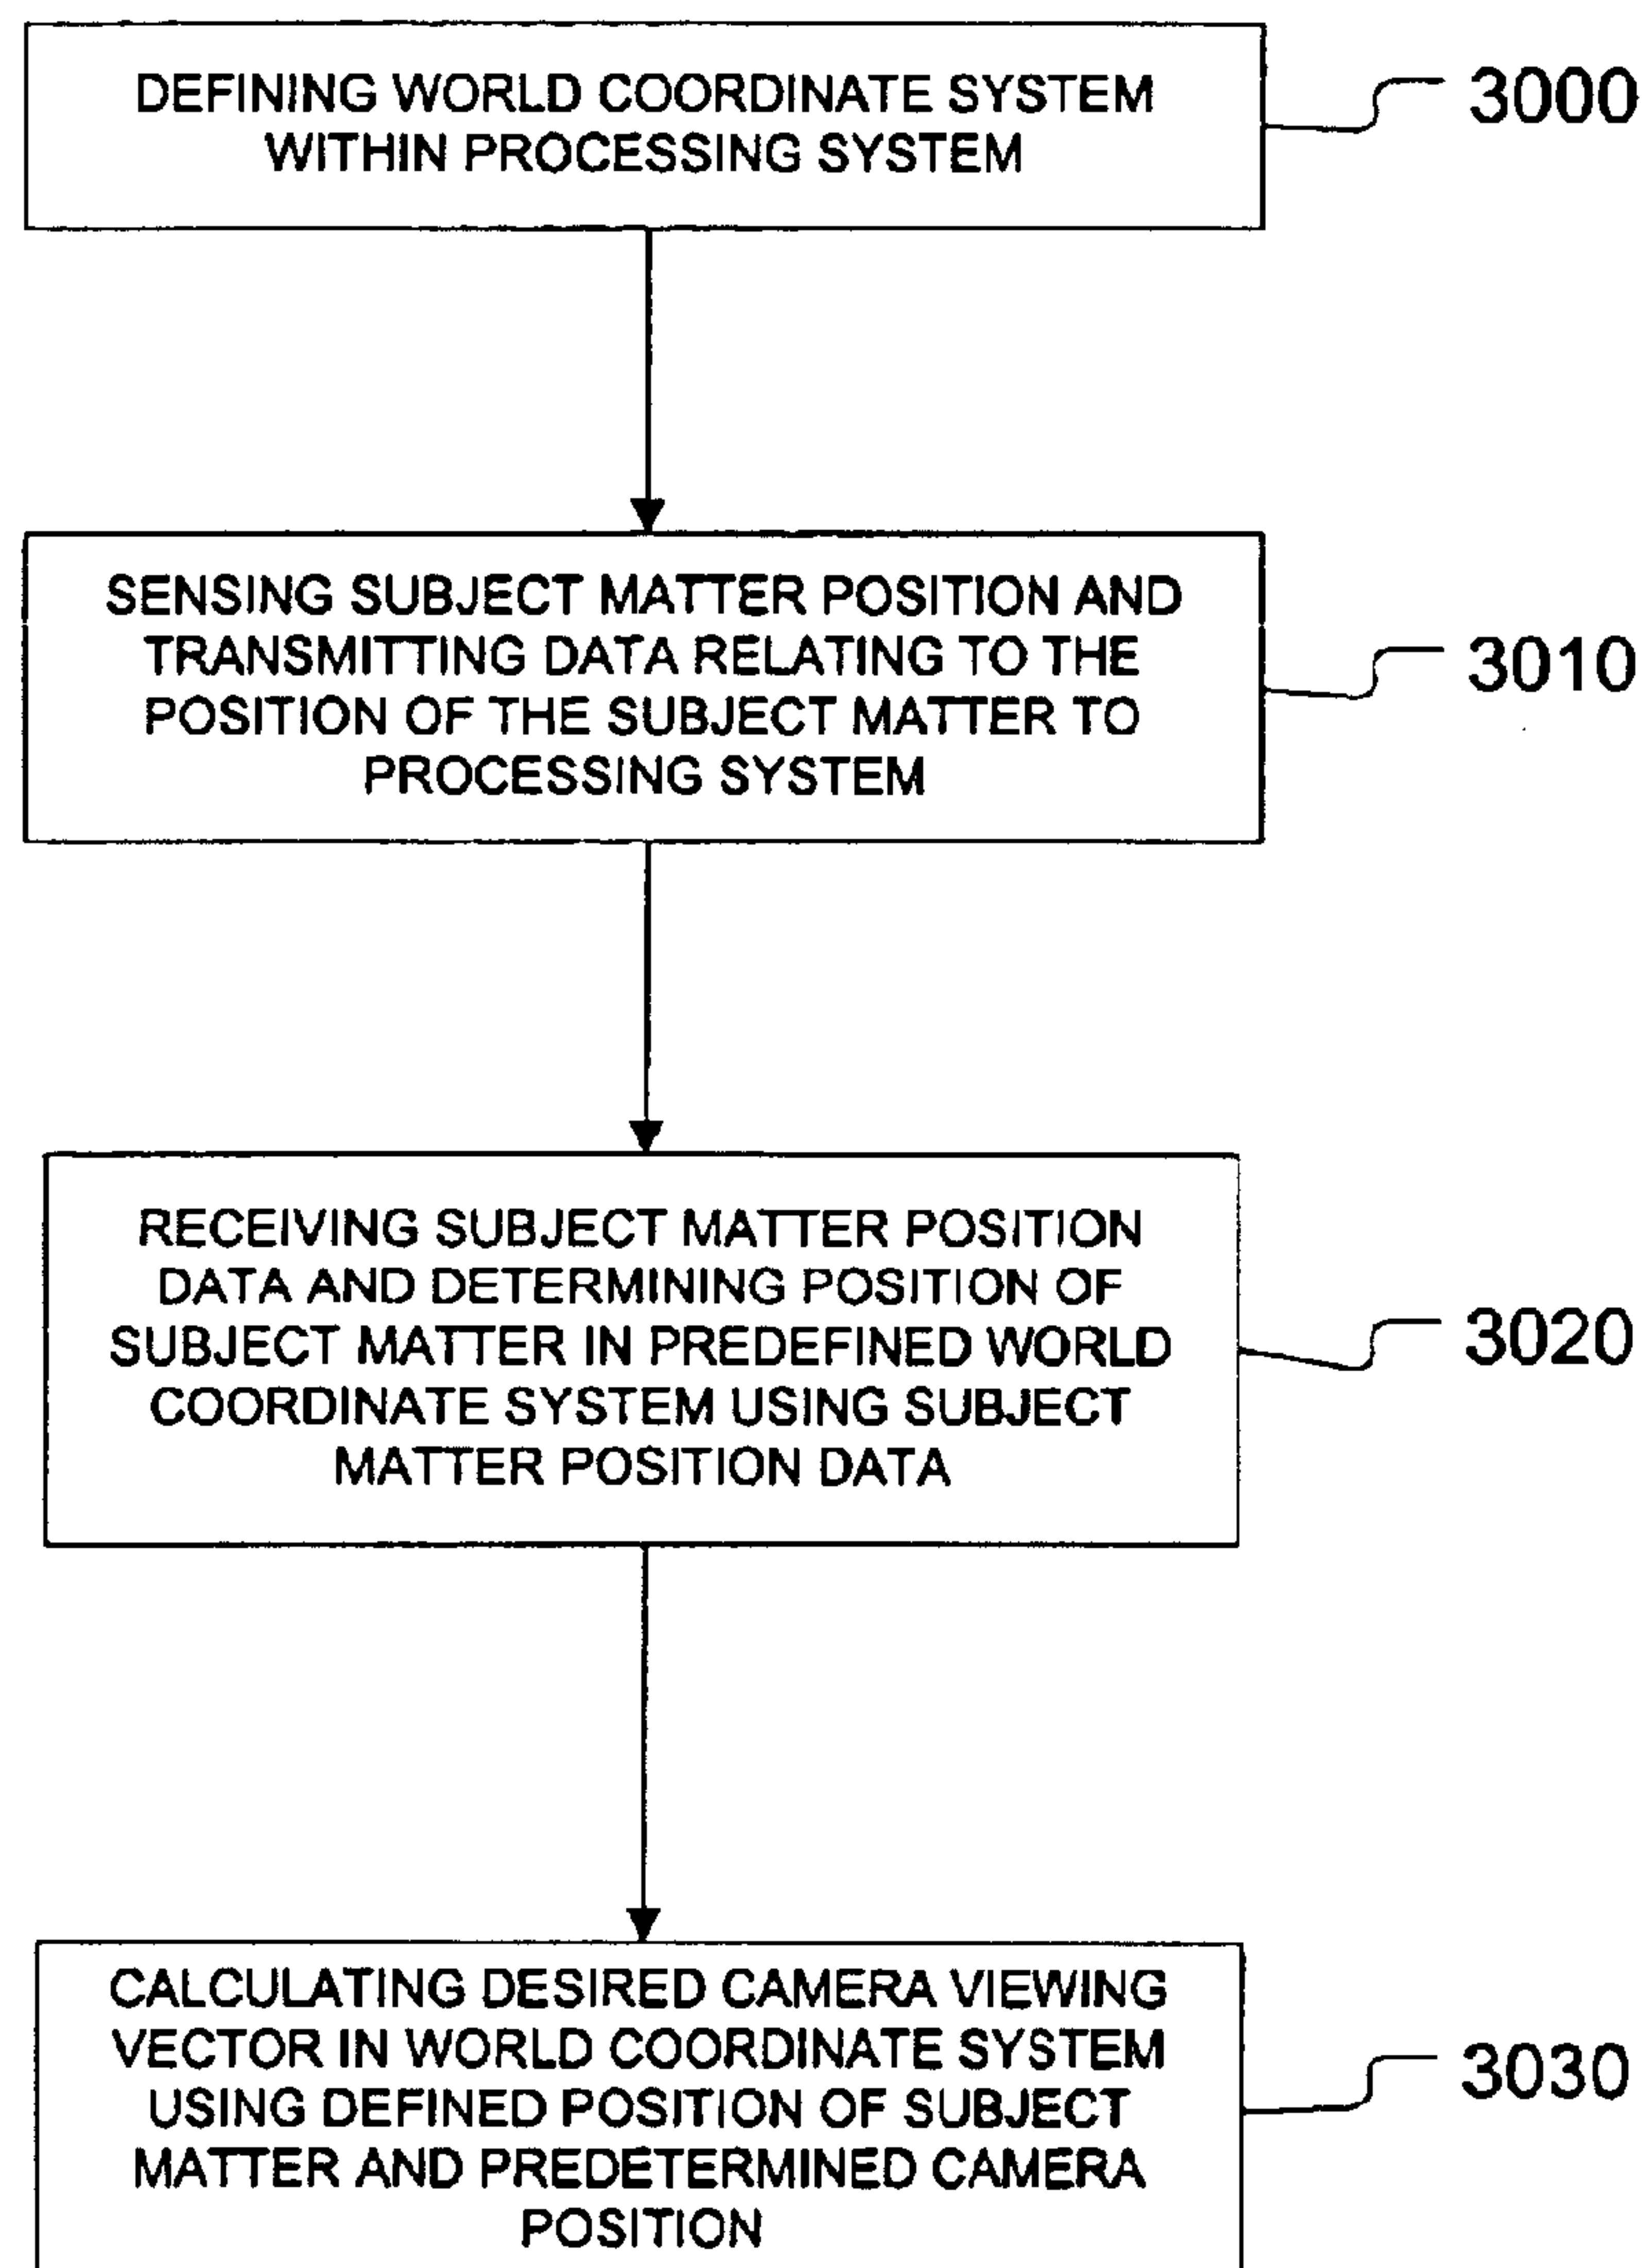 DEFINING WORLD COORDINATE SYSTEM
WITHIN PROCESSING SYSTEM
3000
SENSING SUBJECT MATTER POSITION AND
TRANSMITTING DATA RELATING TO THE
POSITION OF THE SUBJECT MATTER TO
PROCESSING SYSTEM
3010
RECEIVING SUBJECT MATTER POSITION
DATA AND DETERMINING POSITION OF
SUBJECT MATTER IN PREDEFINED WORLD
COORDINATE SYSTEM USING SUBJECT
MATTER POSITION DATA
3020
CALCULATING DESIRED CAMERA VIEWING
VECTOR IN WORLD COORDINATE SYSTEM
USING DEFINED POSITION OF SUBJECT
MATTER AND PREDETERMINED CAMERA
POSITION
3030